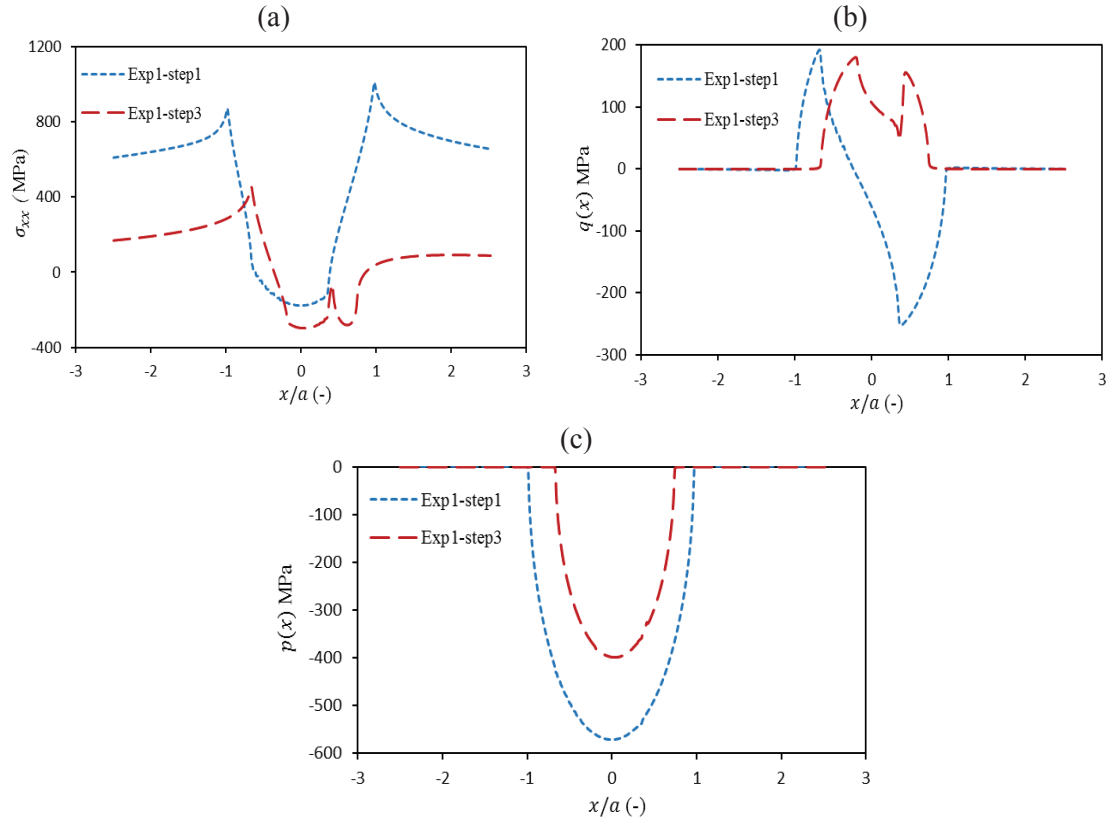 (a)
1200
800
400
0
-400
-3 -2 -1 0 1 2 3
σxx ( MPa)
x/a (-)
Exp1-step1
Exp1-step3
(b)
200
100
0
-100
-200
-300
-3 -2 -1 0 1 2 3
q(x) MPa
x/a (-)
Exp1-step1
Exp1-step3
(c)
0
-100
-200
-300
-400
-500
-600
-3 -2 -1 0 1 2 3
p(x) MPa
x/a (-)
Exp1-step1
Exp1-step3